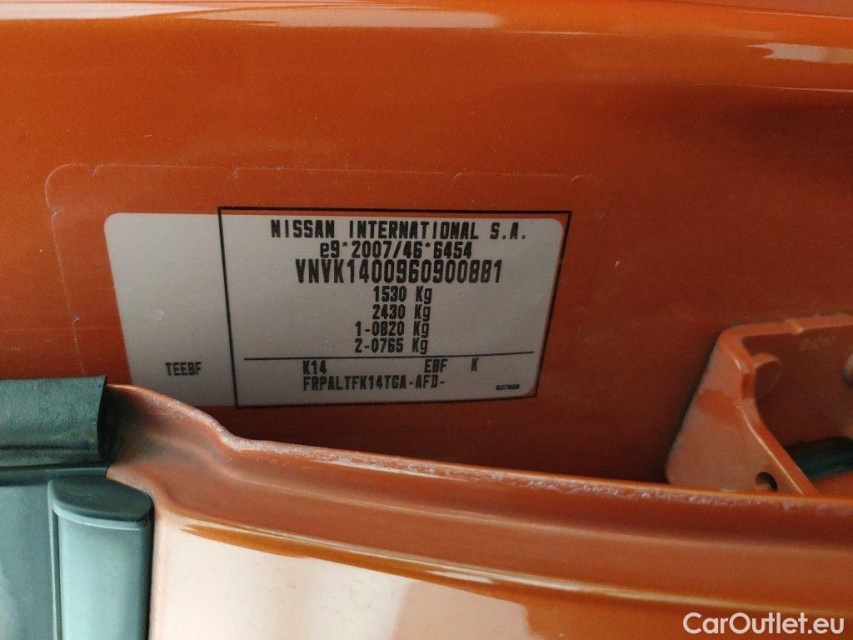 NISSAN INTERNATIONAL S.A.
e9*2007/46*6454
VNVK1400960900881
1530 Kg
2430 Kg
1-0820 Kg
2-0765 Kg
TEEBF
K14 EBF K
FRPALTFK14TGA-AFD-
CarOutlet.eu